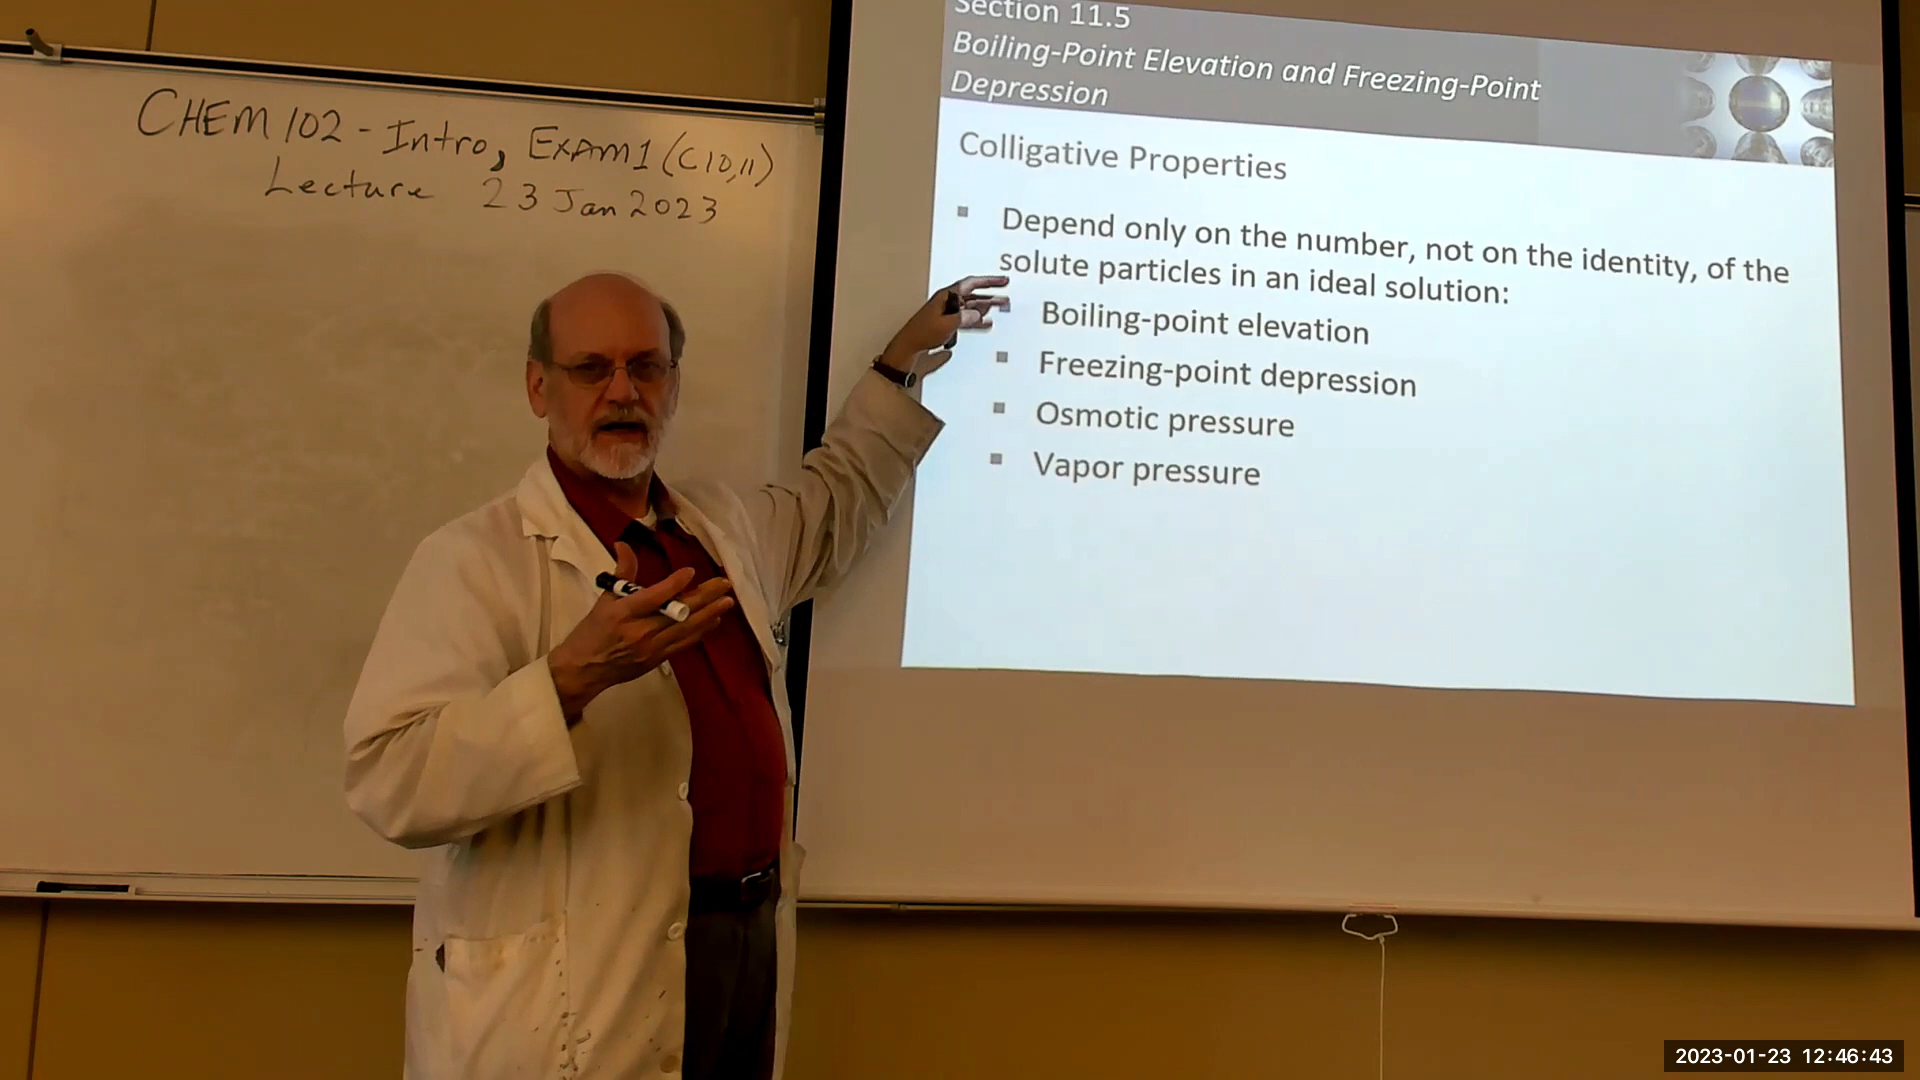 CHEM 102 - Intro, EXAM 1 (C10,11)
Lecture 23 Jan 2023
Section 11.5
Boiling-Point Elevation and Freezing-Point
Depression
Colligative Properties
▪ Depend only on the number, not on the identity, of the
solute particles in an ideal solution:
▪ Boiling-point elevation
▪ Freezing-point depression
▪ Osmotic pressure
▪ Vapor pressure
2023-01-23 12:46:43